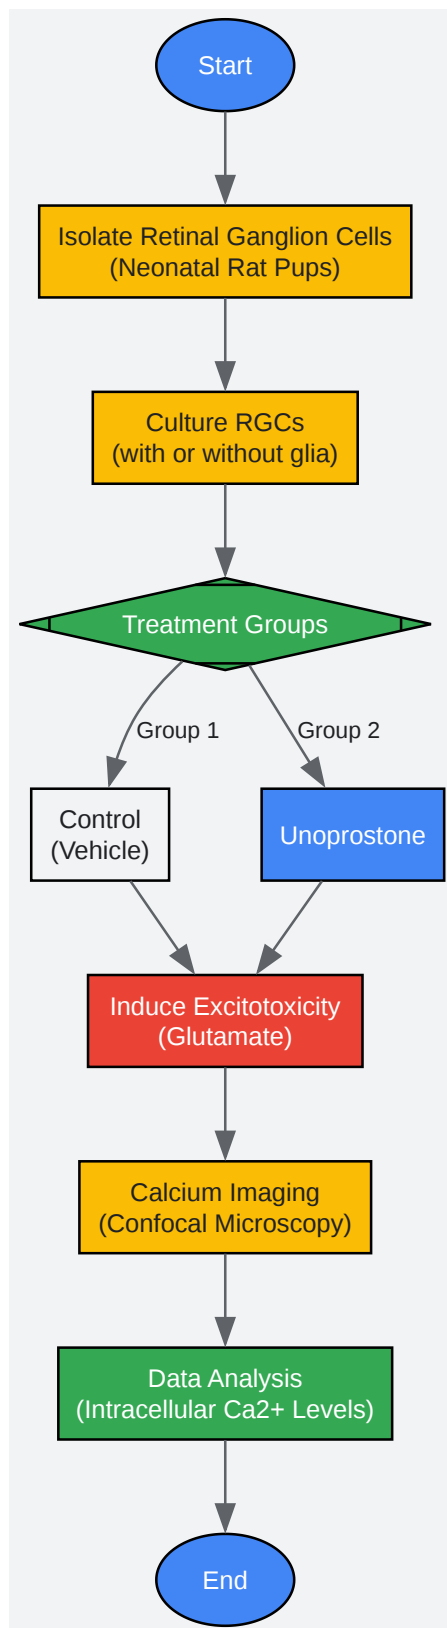 Start
Isolate Retinal Ganglion Cells
(Neonatal Rat Pups)
Culture RGCs
(with or without glia)
Treatment Groups
Group 1
Group 2
Control
(Vehicle)
Unoprostone
Induce Excitotoxicity
(Glutamate)
Calcium Imaging
(Confocal Microscopy)
Data Analysis
(Intracellular Ca2+ Levels)
End